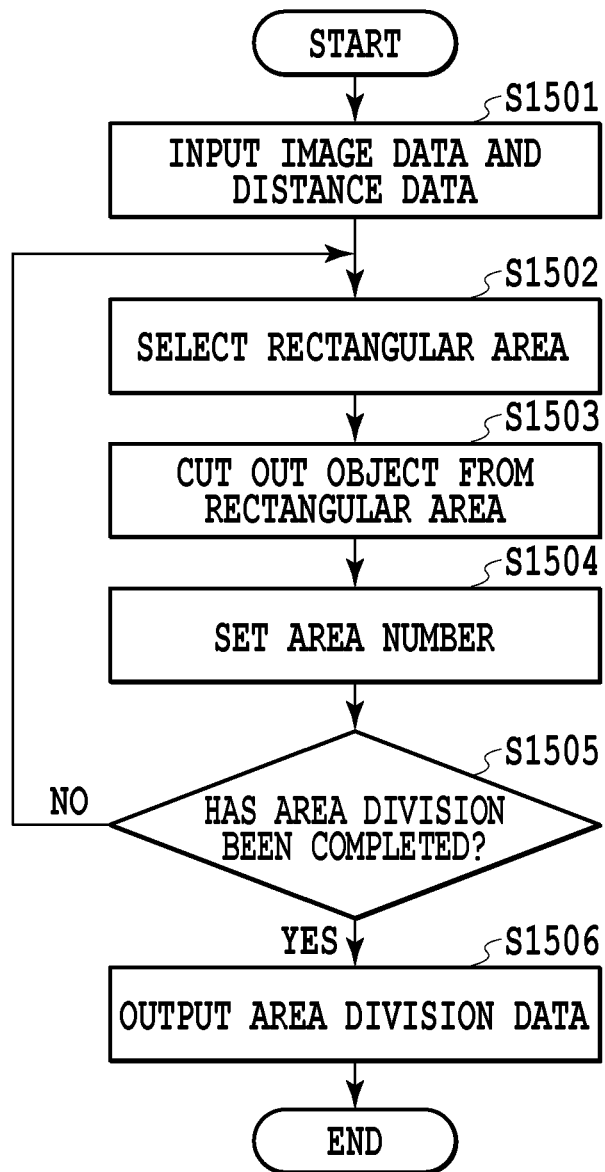 START
S1501
INPUT IMAGE DATA AND
DISTANCE DATA
S1502
SELECT RECTANGULAR AREA
S1503
CUT OUT OBJECT FROM
RECTANGULAR AREA
S1504
SET AREA NUMBER
S1505
HAS AREA DIVISION
BEEN COMPLETED?
NO
YES
S1506
OUTPUT AREA DIVISION DATA
END